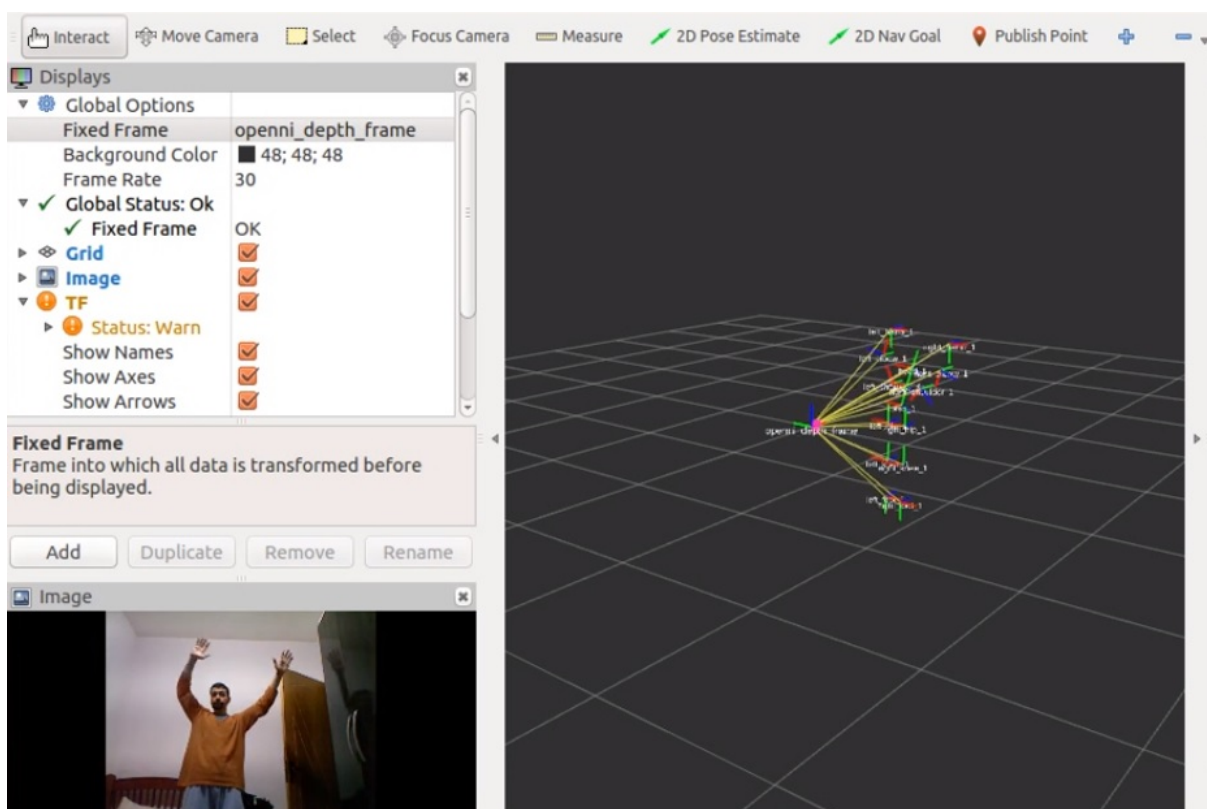 Interact Move Camera Select Focus Camera Measure 2D Pose Estimate 2D Nav Goal Publish Point
Displays
Global Options
Fixed Frame openni_depth_frame
Background Color 48; 48; 48
Frame Rate 30
Global Status: Ok
Fixed Frame OK
Grid
Image
TF
Status: Warn
Show Names
Show Axes
Show Arrows
Fixed Frame
Frame into which all data is transformed before
being displayed.
Add Duplicate Remove Rename
Image
openni_depth_frame